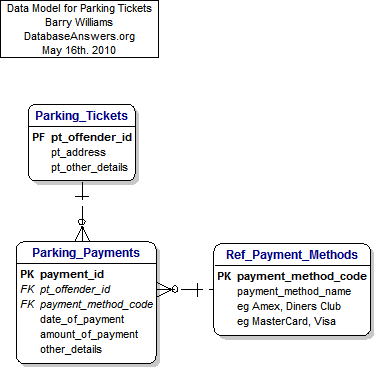 Data Model for Parking Tickets
Barry Williams
DatabaseAnswers.org
May 16th. 2010
Parking_Tickets
PF pt_offender_id
pt_address
pt_other_details
Parking_Payments
PK payment_id
FK pt_offender_id
FK payment_method_code
date_of_payment
amount_of_payment
other_details
Ref_Payment_Methods
PK payment_method_code
payment_method_name
eg Amex, Diners Club
eg MasterCard, Visa